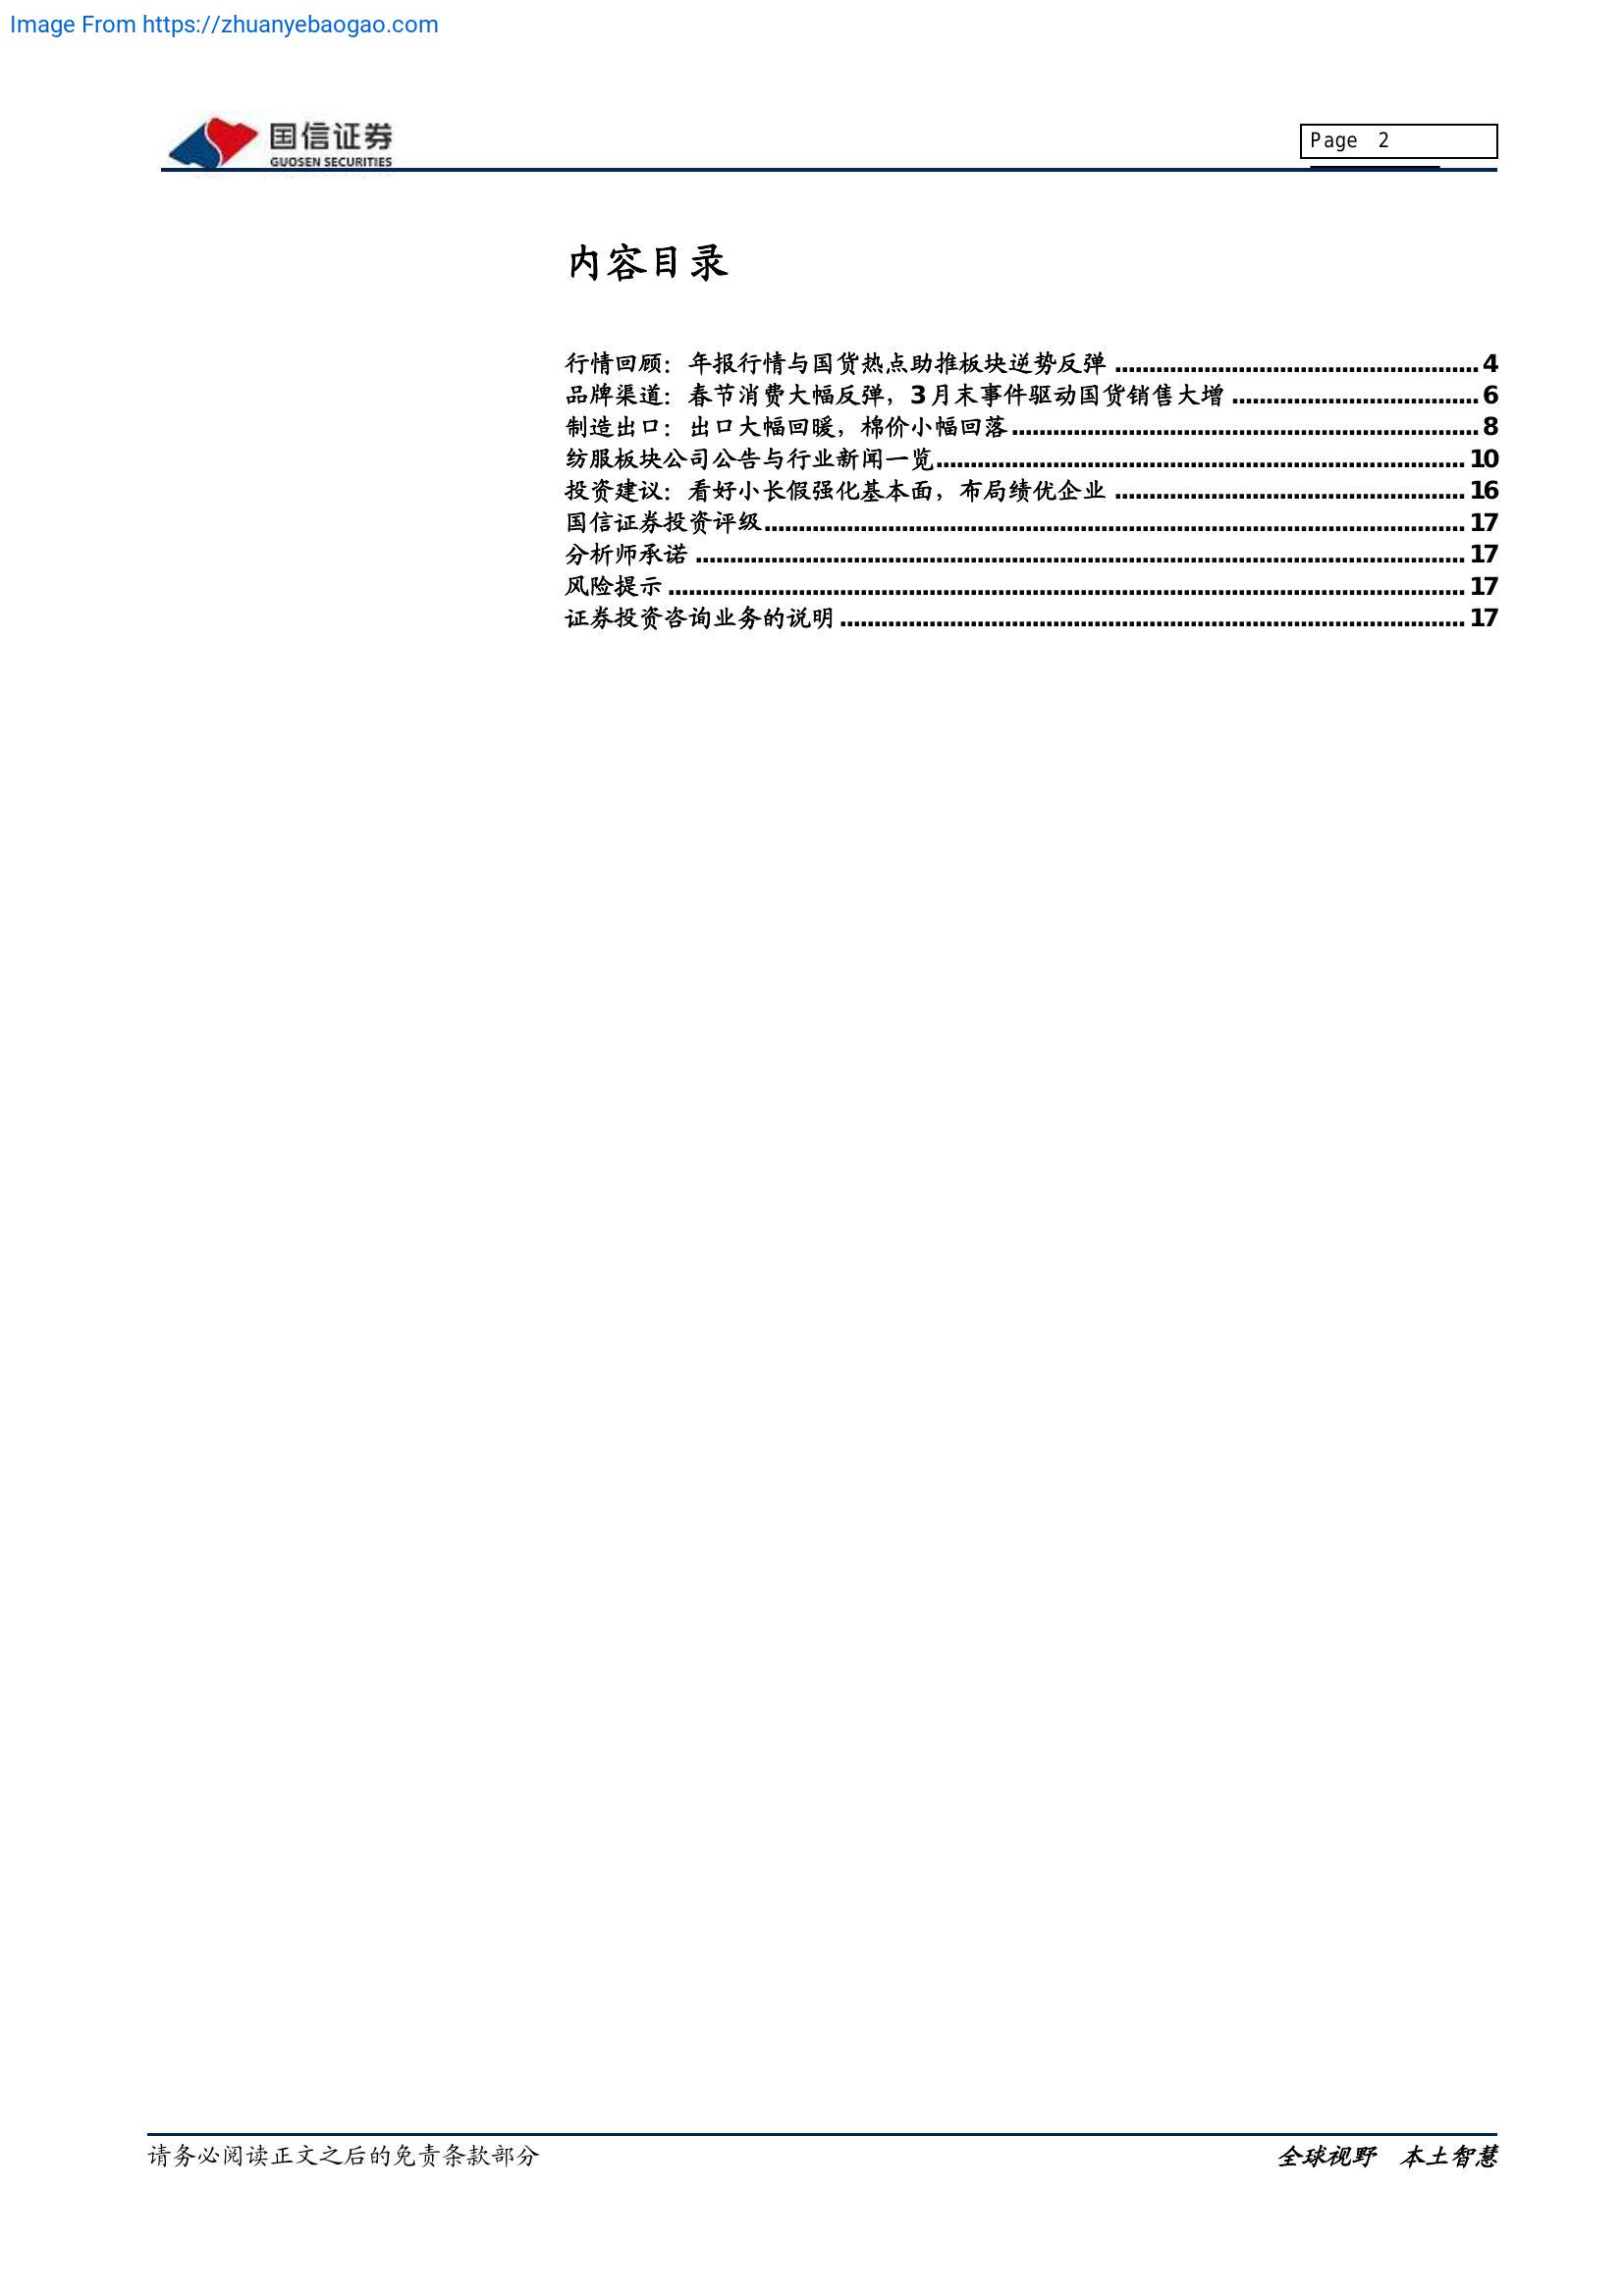 Image From https://zhuanyebaogao.com
国信证券
GUOSEN SECURITIES
Page 2
内容目录
行情回顾：年报行情与国货热点助推板块逆势反弹 ..................................................... 4
品牌渠道：春节消费大幅反弹，3 月末事件驱动国货销售大增 .................................... 6
制造出口：出口大幅回暖，棉价小幅回落.................................................................... 8
纺服板块公司公告与行业新闻一览............................................................................. 10
投资建议：看好小长假强化基本面，布局绩优企业 ................................................... 16
国信证券投资评级...................................................................................................... 17
分析师承诺 ................................................................................................................ 17
风险提示 .................................................................................................................... 17
证券投资咨询业务的说明 ........................................................................................... 17
请务必阅读正文之后的免责条款部分
全球视野 本土智慧